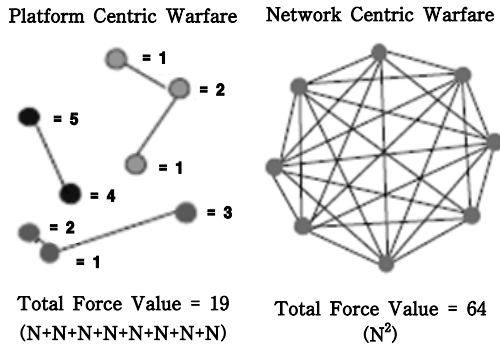 Platform Centric Warfare
= 1
= 2
= 5
= 1
= 4
= 2
= 3
= 1
Total Force Value = 19
(N+N+N+N+N+N+N+N)
Network Centric Warfare
Total Force Value = 64
(N²)